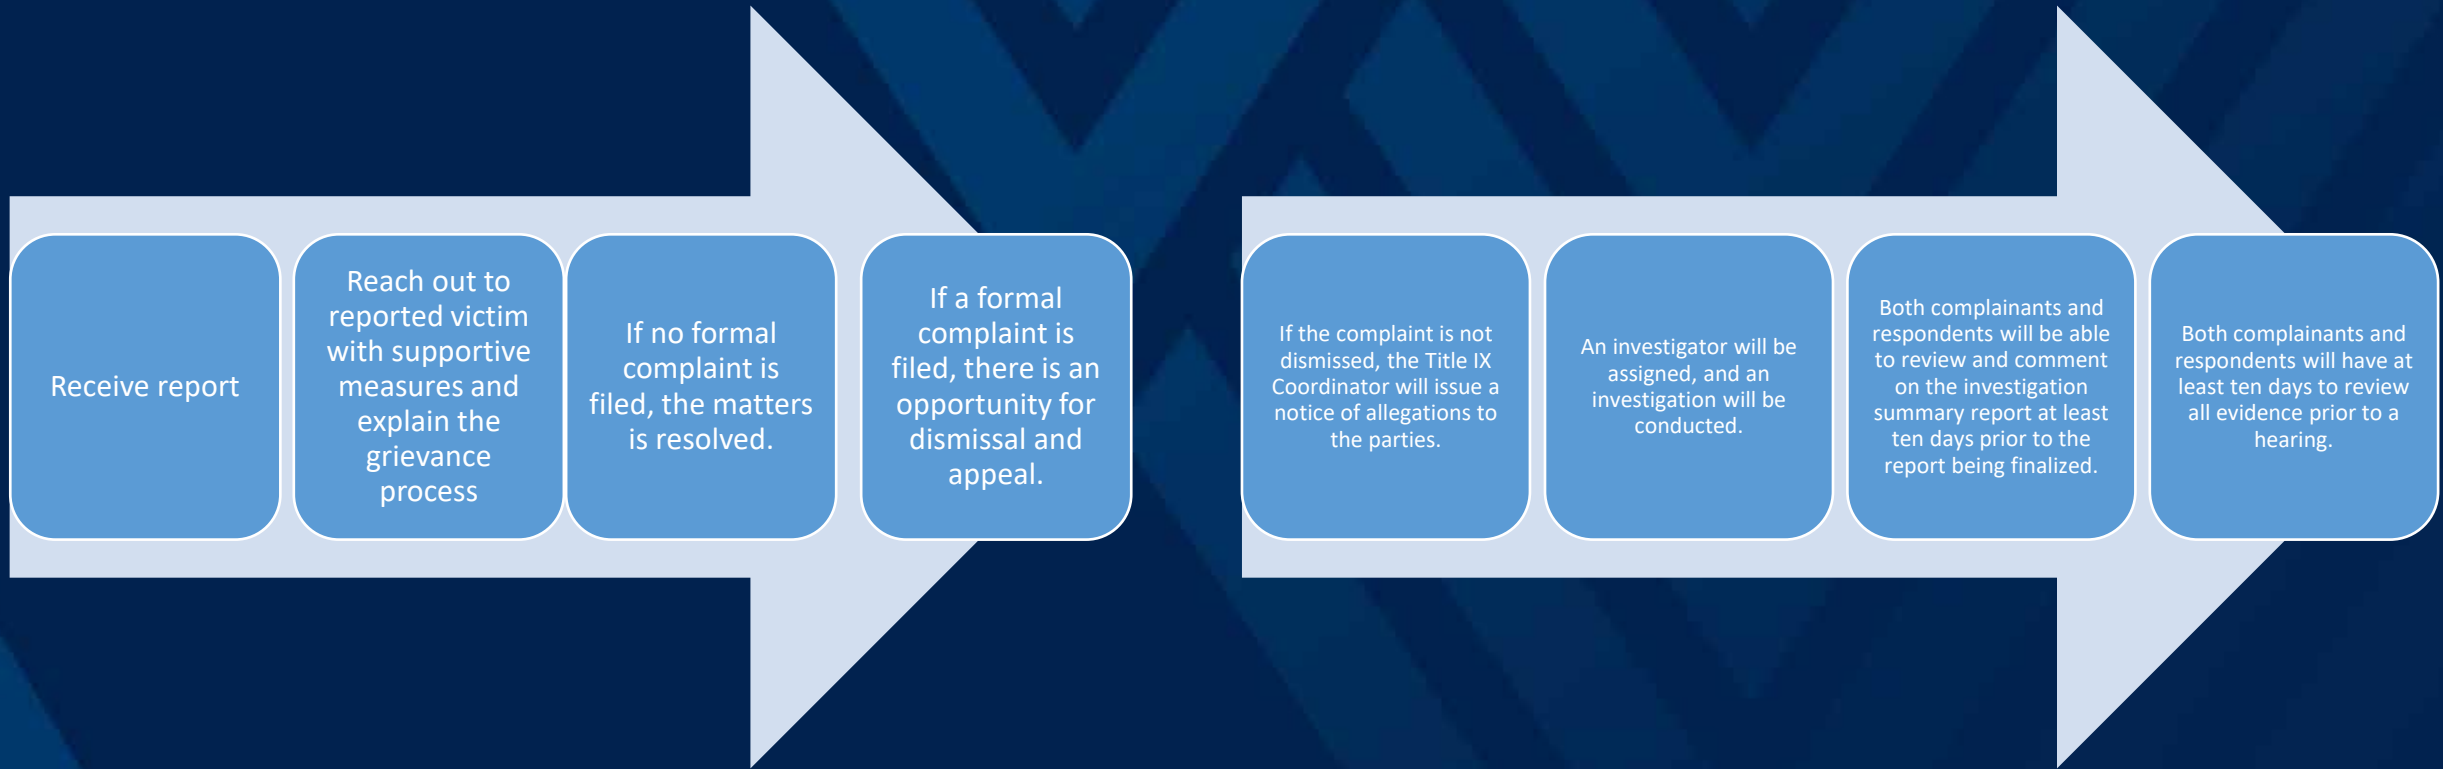 Receive report
Reach out to
reported victim
with supportive
measures and
explain the
grievance
process
If no formal
complaint is
filed, the matters
is resolved.
If a formal
complaint is
filed, there is an
opportunity for
dismissal and
appeal.
If the complaint is not
dismissed, the Title IX
Coordinator will issue a
notice of allegations to
the parties.
An investigator will be
assigned, and an
investigation will be
conducted.
Both complainants and
respondents will be able
to review and comment
on the investigation
summary report at least
ten days prior to the
report being finalized.
Both complainants and
respondents will have at
least ten days to review
all evidence prior to a
hearing.